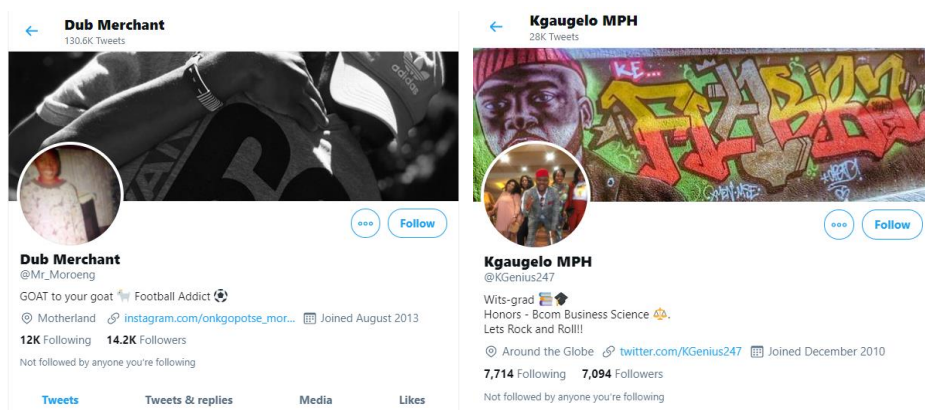 Dub Merchant
130.6K Tweets
adidas
Follow
Dub Merchant
@Mr_Moroeng
GOAT to your goat 🐐 Football Addict ⚽
Motherland instagram.com/onkgopotse_mor... Joined August 2013
12K Following 14.2K Followers
Not followed by anyone you're following
Tweets Tweets & replies Media Likes
Kgaugelo MPH
28K Tweets
KE...
Follow
Kgaugelo MPH
@KGenius247
Wits-grad 📚🎓
Honors - Bcom Business Science ⚖️.
Lets Rock and Roll!!
Around the Globe twitter.com/KGenius247 Joined December 2010
7,714 Following 7,094 Followers
Not followed by anyone you're following